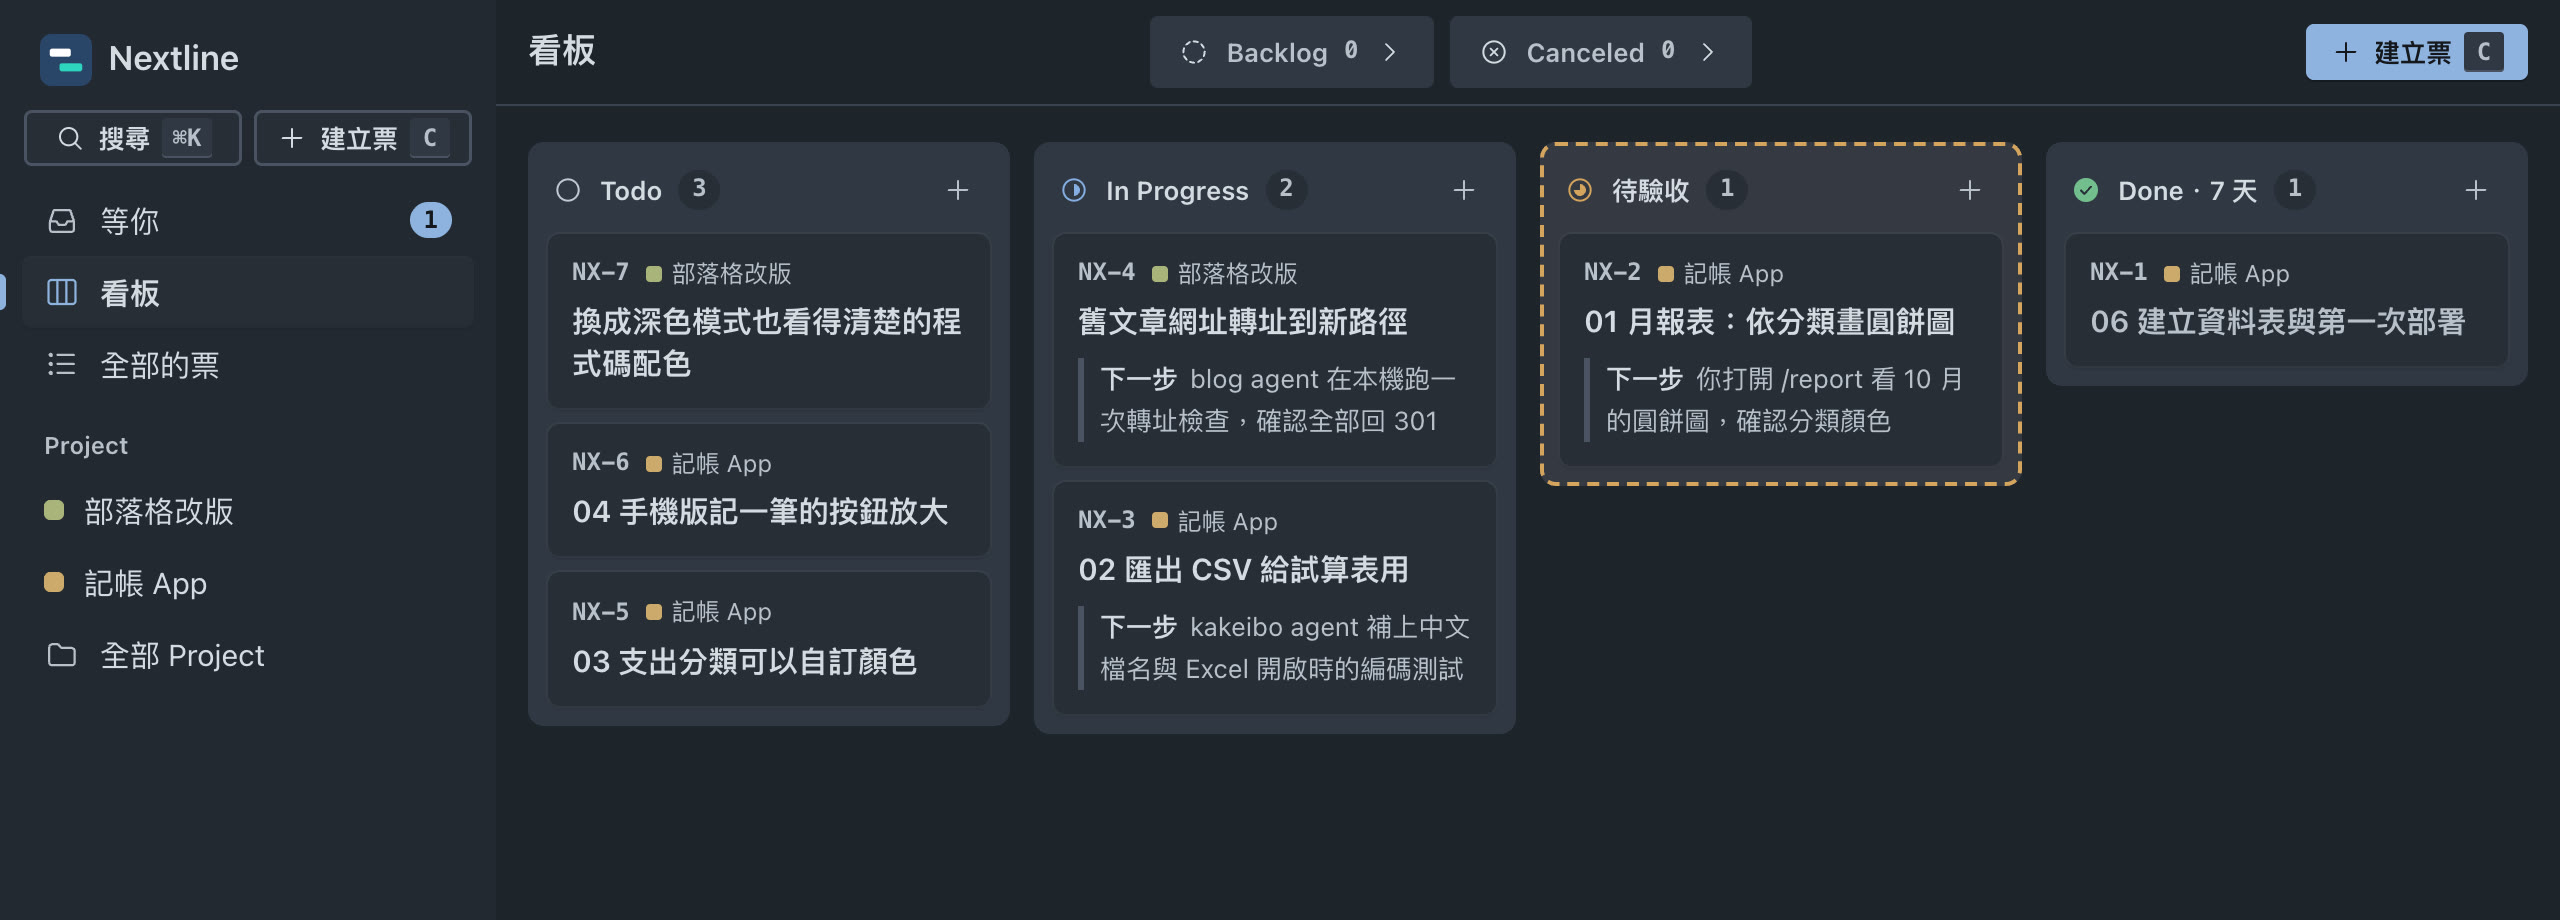 Nextline
搜尋 ⌘K
建立票 C
等你 1
看板
全部的票
Project
部落格改版
記帳 App
全部 Project
看板
Backlog 0
Canceled 0
建立票 C
Todo 3
NX-7 部落格改版
換成深色模式也看得清楚的程
式碼配色
NX-6 記帳 App
04 手機版記一筆的按鈕放大
NX-5 記帳 App
03 支出分類可以自訂顏色
In Progress 2
NX-4 部落格改版
舊文章網址轉址到新路徑
下一步 blog agent 在本機跑一
次轉址檢查，確認全部回 301
NX-3 記帳 App
02 匯出 CSV 給試算表用
下一步 kakeibo agent 補上中文
檔名與 Excel 開啟時的編碼測試
待驗收 1
NX-2 記帳 App
01 月報表：依分類畫圓餅圖
下一步 你打開 /report 看 10 月
的圓餅圖，確認分類顏色
Done · 7 天 1
NX-1 記帳 App
06 建立資料表與第一次部署